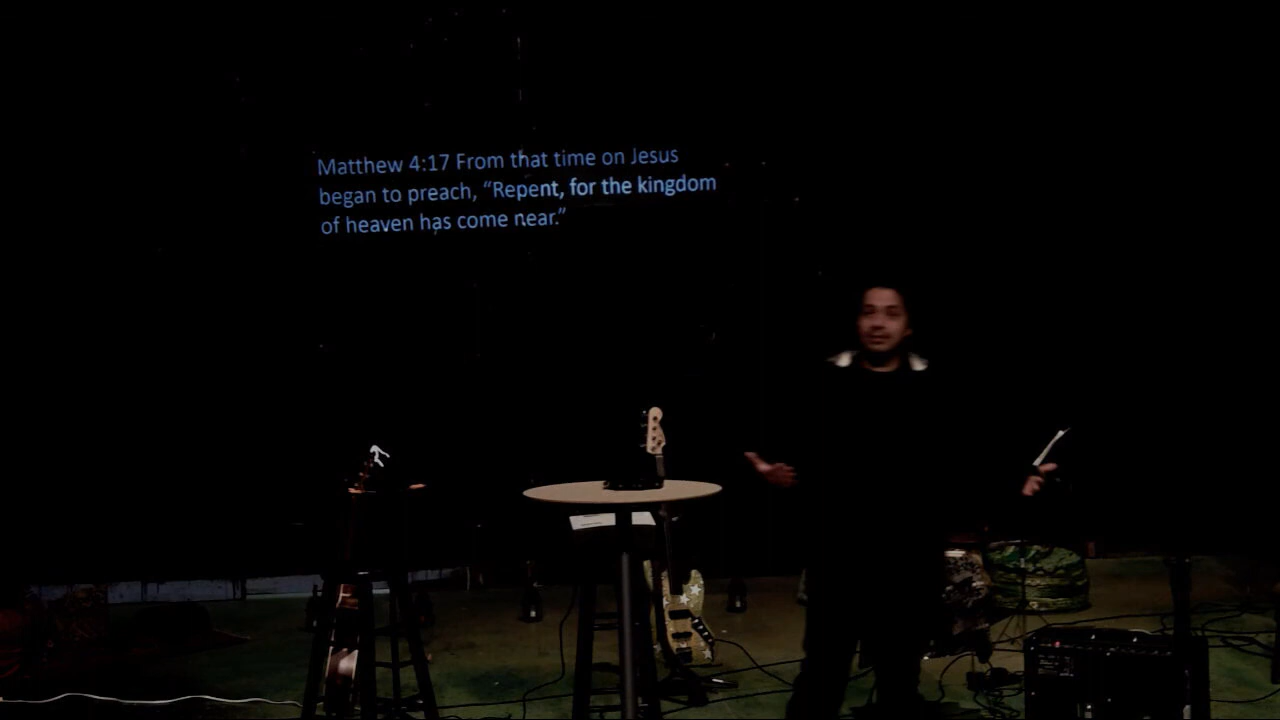 Matthew 4:17 From that time on Jesus
began to preach, “Repent, for the kingdom
of heaven has come near.”